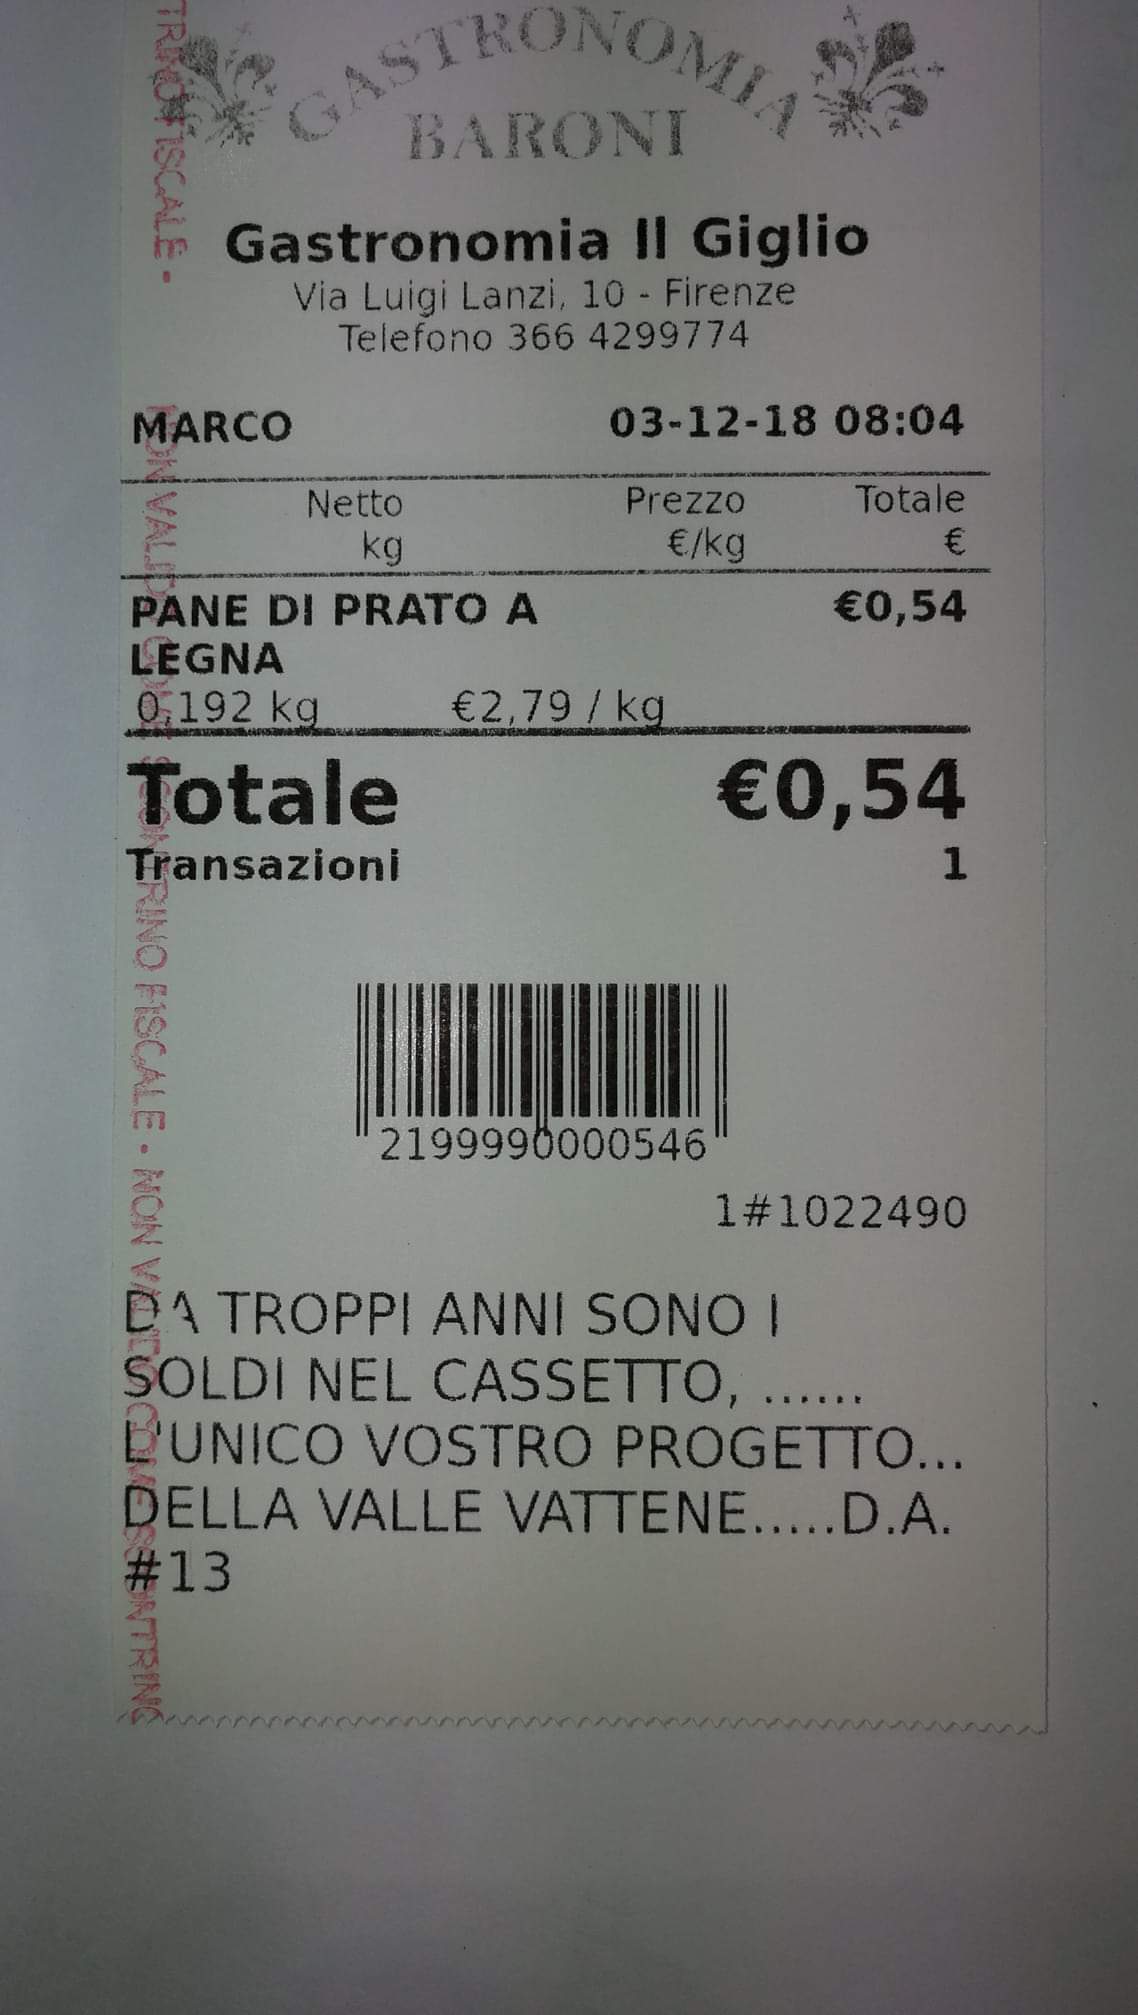 GASTRONOMIA
BARONI
Gastronomia Il Giglio
Via Luigi Lanzi, 10 - Firenze
Telefono 366 4299774
MARCO 03-12-18 08:04
Netto Prezzo Totale
kg €/kg €
PANE DI PRATO A €0,54
LEGNA
0,192 kg €2,79 / kg
Totale €0,54
Transazioni 1
2199990000546
1#1022490
DA TROPPI ANNI SONO I
SOLDI NEL CASSETTO, ......
L'UNICO VOSTRO PROGETTO...
DELLA VALLE VATTENE.....D.A.
#13
TRINO FISCALE -
NON VALIDO COME SCONTRINO FISCALE - NON VALIDO COME SCONTRINO